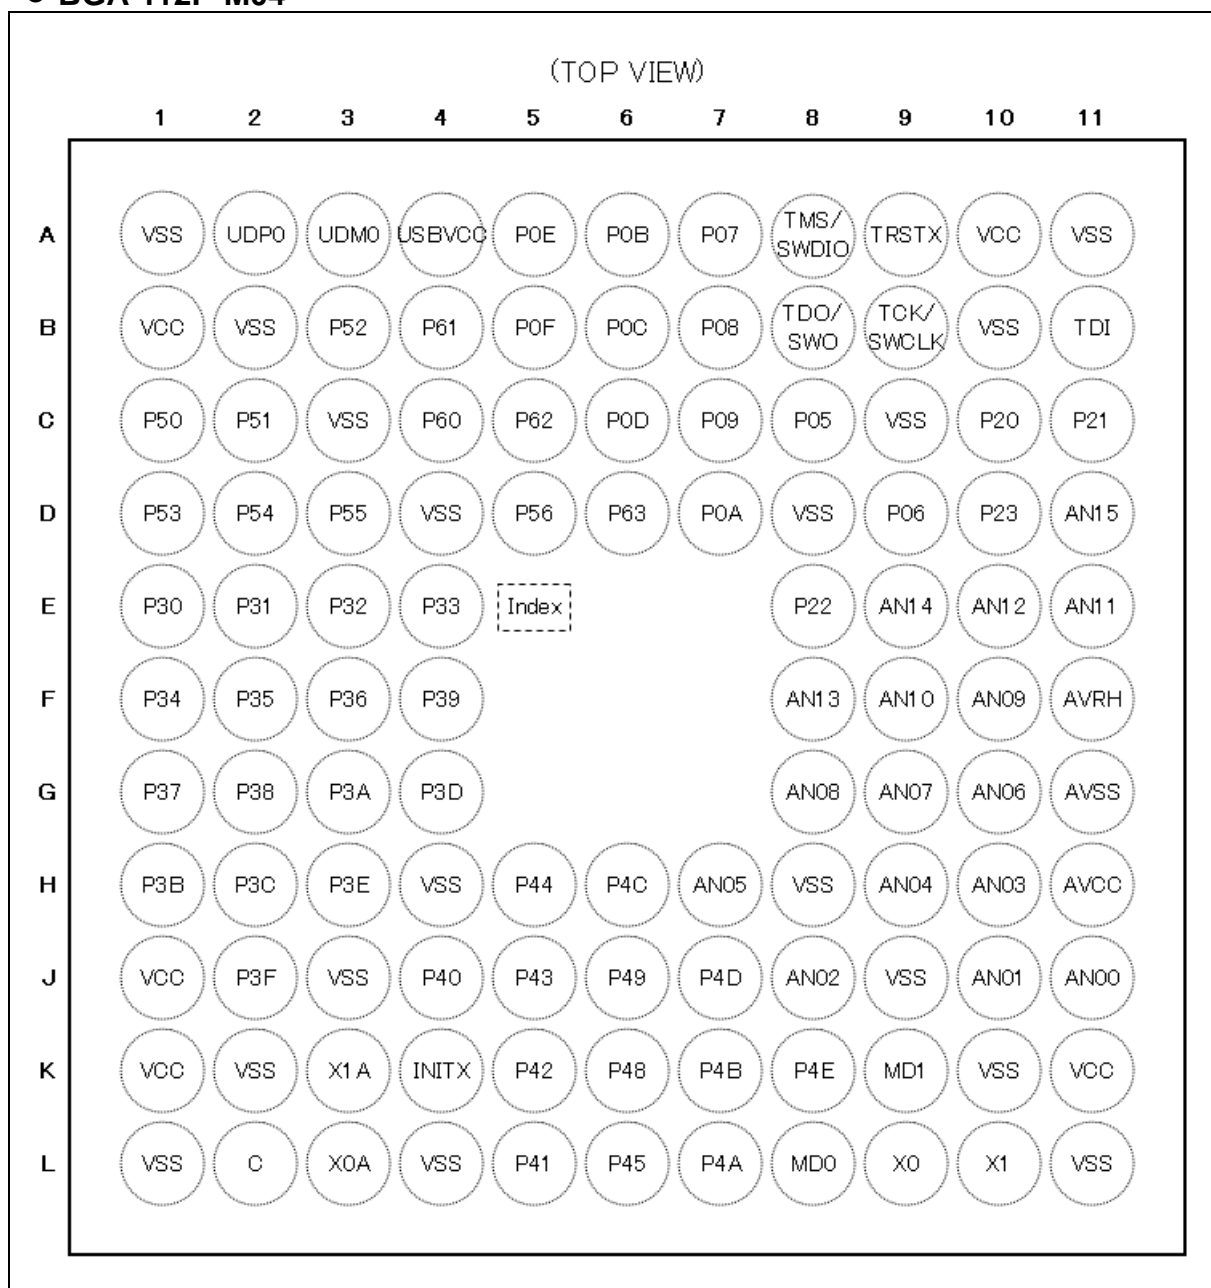 BGA-112P-M04
(TOP VIEW)
1 2 3 4 5 6 7 8 9 10 11
A VSS UDP0 UDM0 USBVCC P0E P0B P07 TMS/SWDIO TRSTX VCC VSS
B VCC VSS P52 P61 P0F P0C P08 TDO/SWO TCK/SWCLK VSS TDI
C P50 P51 VSS P60 P62 P0D P09 P05 VSS P20 P21
D P53 P54 P55 VSS P56 P63 P0A VSS P06 P23 AN15
E P30 P31 P32 P33 Index P22 AN14 AN12 AN11
F P34 P35 P36 P39 AN13 AN10 AN09 AVRH
G P37 P38 P3A P3D AN08 AN07 AN06 AVSS
H P3B P3C P3E VSS P44 P4C AN05 VSS AN04 AN03 AVCC
J VCC P3F VSS P40 P43 P49 P4D AN02 VSS AN01 AN00
K VCC VSS X1A INITX P42 P48 P4B P4E MD1 VSS VCC
L VSS C X0A VSS P41 P45 P4A MD0 X0 X1 VSS